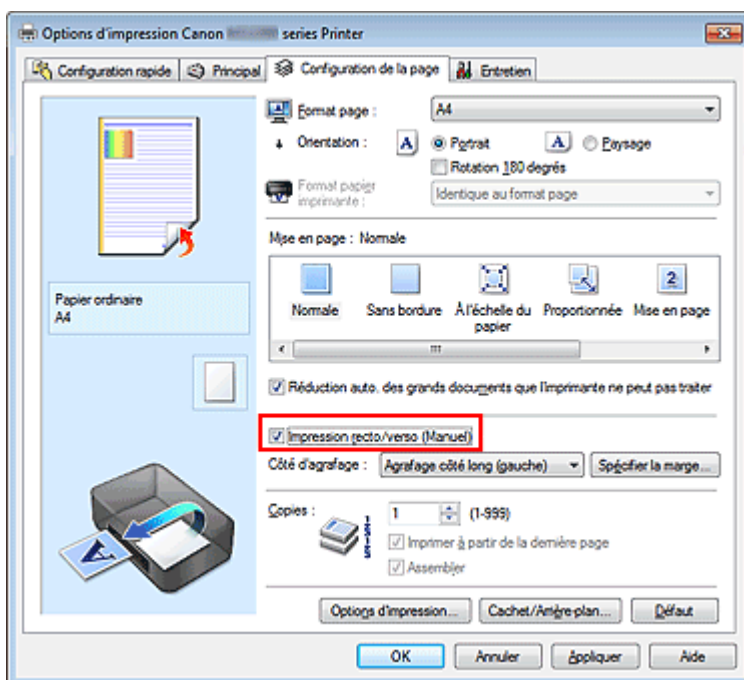 Options d'impression Canon series Printer
Configuration rapide Principal Configuration de la page Entretien
Format page : A4
Orientation : A Portrait A Paysage
Rotation 180 degrés
Format papier imprimante : Identique au format page
Mise en page : Normale
2
Normale Sans bordure À l'échelle du papier Proportionnée Mise en page
Papier ordinaire
A4
Réduction auto. des grands documents que l'imprimante ne peut pas traiter
Impression recto/verso (Manuel)
Côté d'agrafage : Agrafage côté long (gauche) Spécifier la marge...
Copies : 1 (1-999)
Imprimer à partir de la dernière page
Assembler
A
Options d'impression... Cachet/Arrière-plan... Défaut
OK Annuler Appliquer Aide